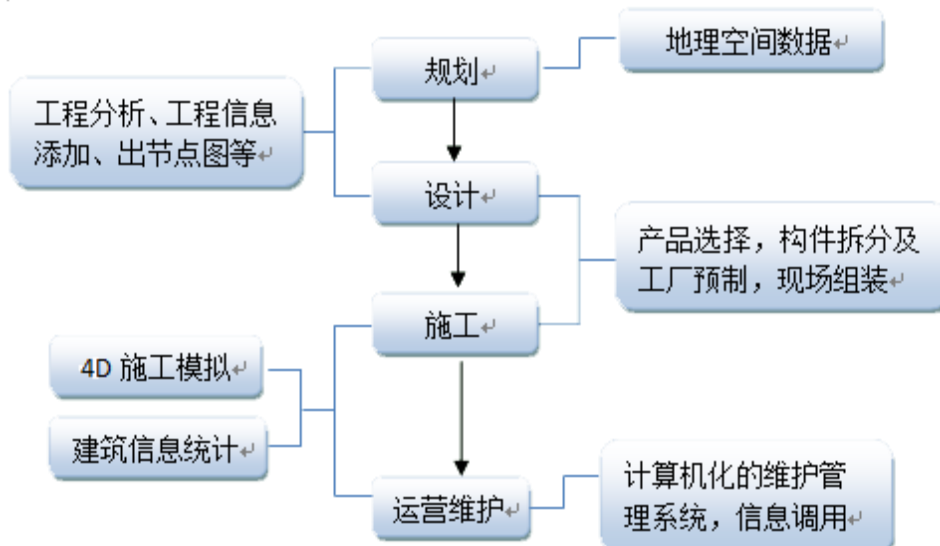 规划
地理空间数据
工程分析、工程信息
添加、出节点图等
设计
产品选择，构件拆分及
工厂预制，现场组装
施工
4D 施工模拟
建筑信息统计
运营维护
计算机化的维护管
理系统，信息调用